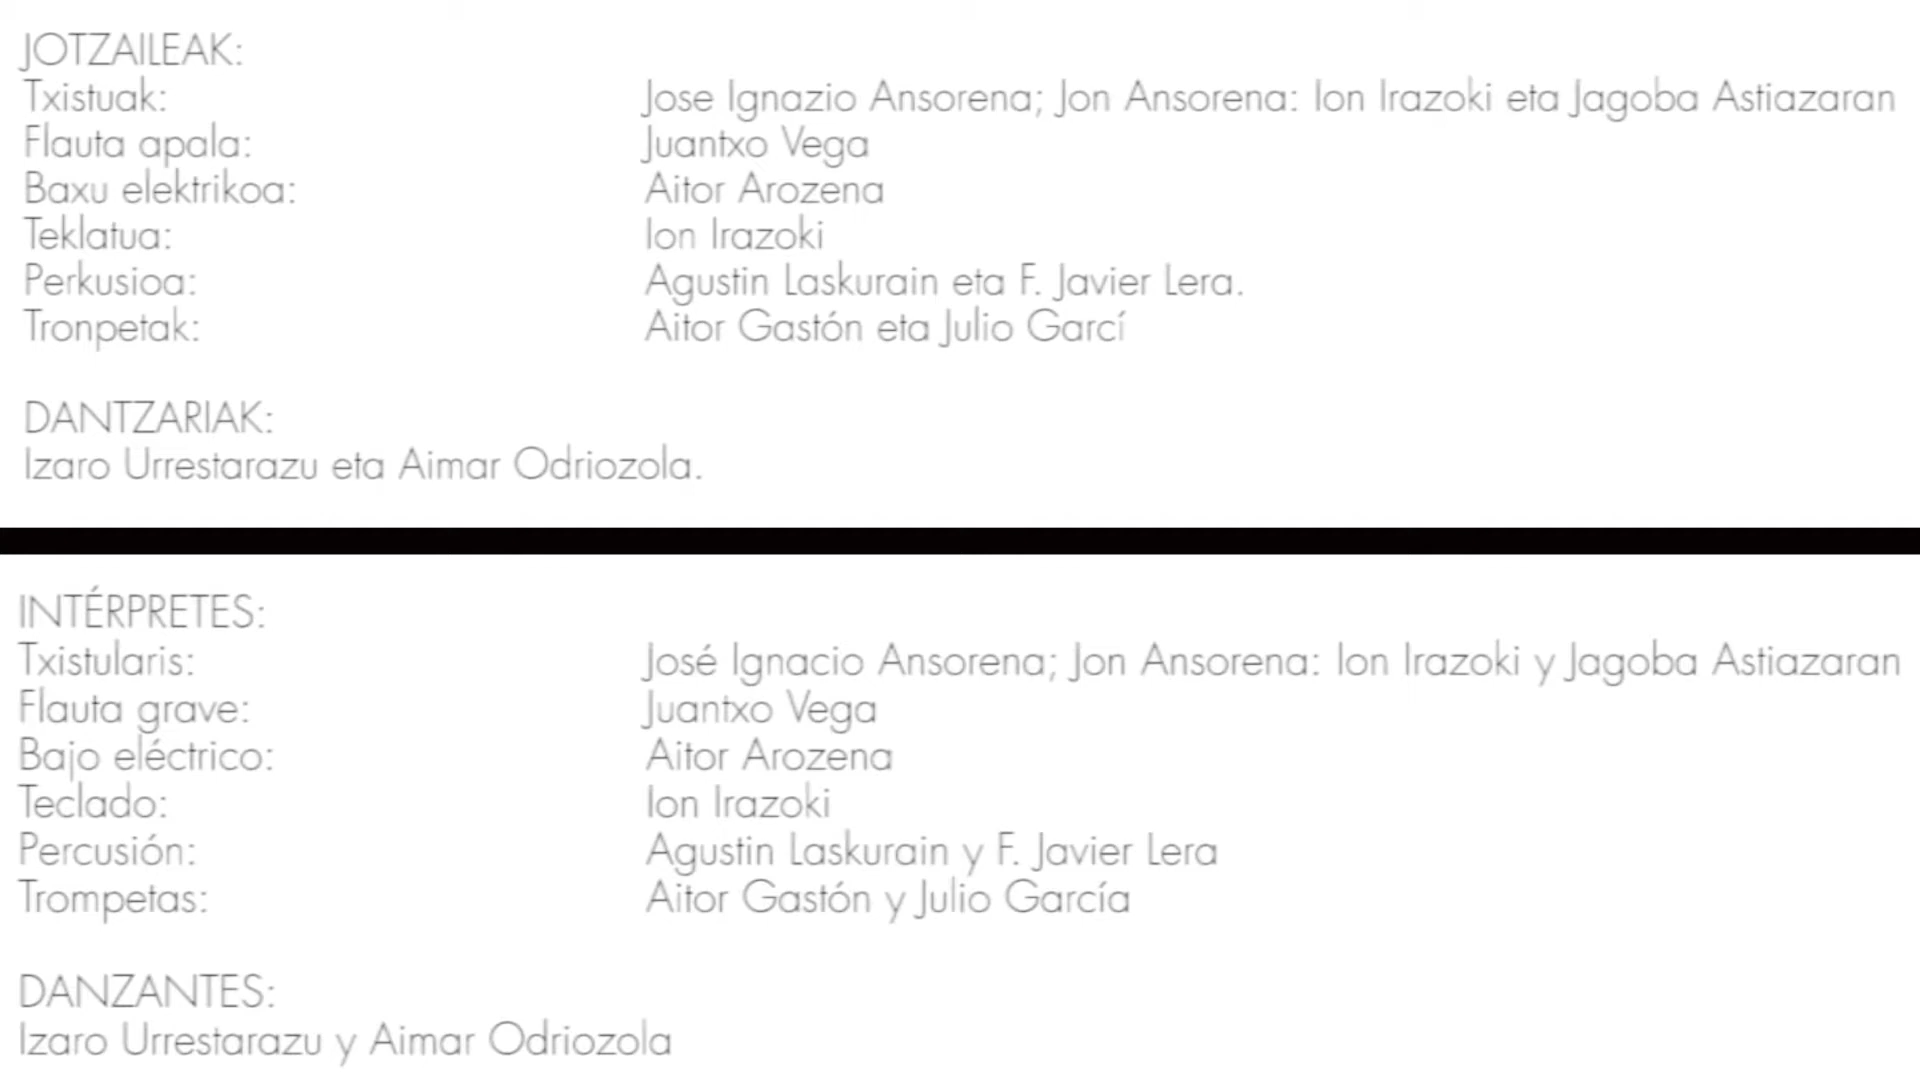 JOTZAILEAK:
Txistuak: Jose Ignazio Ansorena; Jon Ansorena: Ion Irazoki eta Jagoba Astiazaran
Flauta apala: Juantxo Vega
Baxu elektrikoa: Aitor Arozena
Teklatua: Ion Irazoki
Perkusioa: Agustin Laskurain eta F. Javier Lera.
Tronpetak: Aitor Gastón eta Julio Garcí
DANTZARIAK:
Izaro Urrestarazu eta Aimar Odriozola.
INTÉRPRETES:
Txistularis: José Ignacio Ansorena; Jon Ansorena: Ion Irazoki y Jagoba Astiazaran
Flauta grave: Juantxo Vega
Bajo eléctrico: Aitor Arozena
Teclado: Ion Irazoki
Percusión: Agustin Laskurain y F. Javier Lera
Trompetas: Aitor Gastón y Julio García
DANZANTES:
Izaro Urrestarazu y Aimar Odriozola